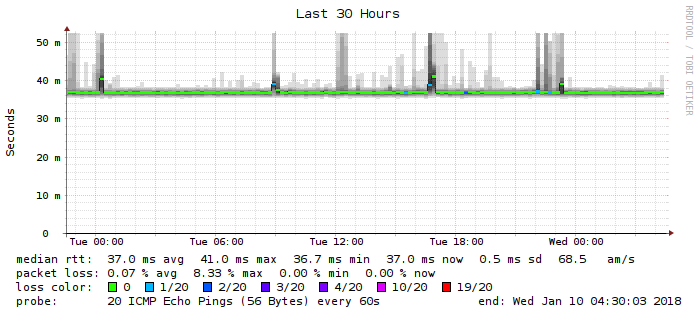 Last 30 Hours
RRDTOOL / TOBI OETIKER
Seconds
50 m
40 m
30 m
20 m
10 m
0
Tue 00:00 Tue 06:00 Tue 12:00 Tue 18:00 Wed 00:00
median rtt: 37.0 ms avg 41.0 ms max 36.7 ms min 37.0 ms now 0.5 ms sd 68.5 am/s
packet loss: 0.07 % avg 8.33 % max 0.00 % min 0.00 % now
loss color: 0 1/20 2/20 3/20 4/20 10/20 19/20
probe: 20 ICMP Echo Pings (56 Bytes) every 60s end: Wed Jan 10 04:30:03 2018